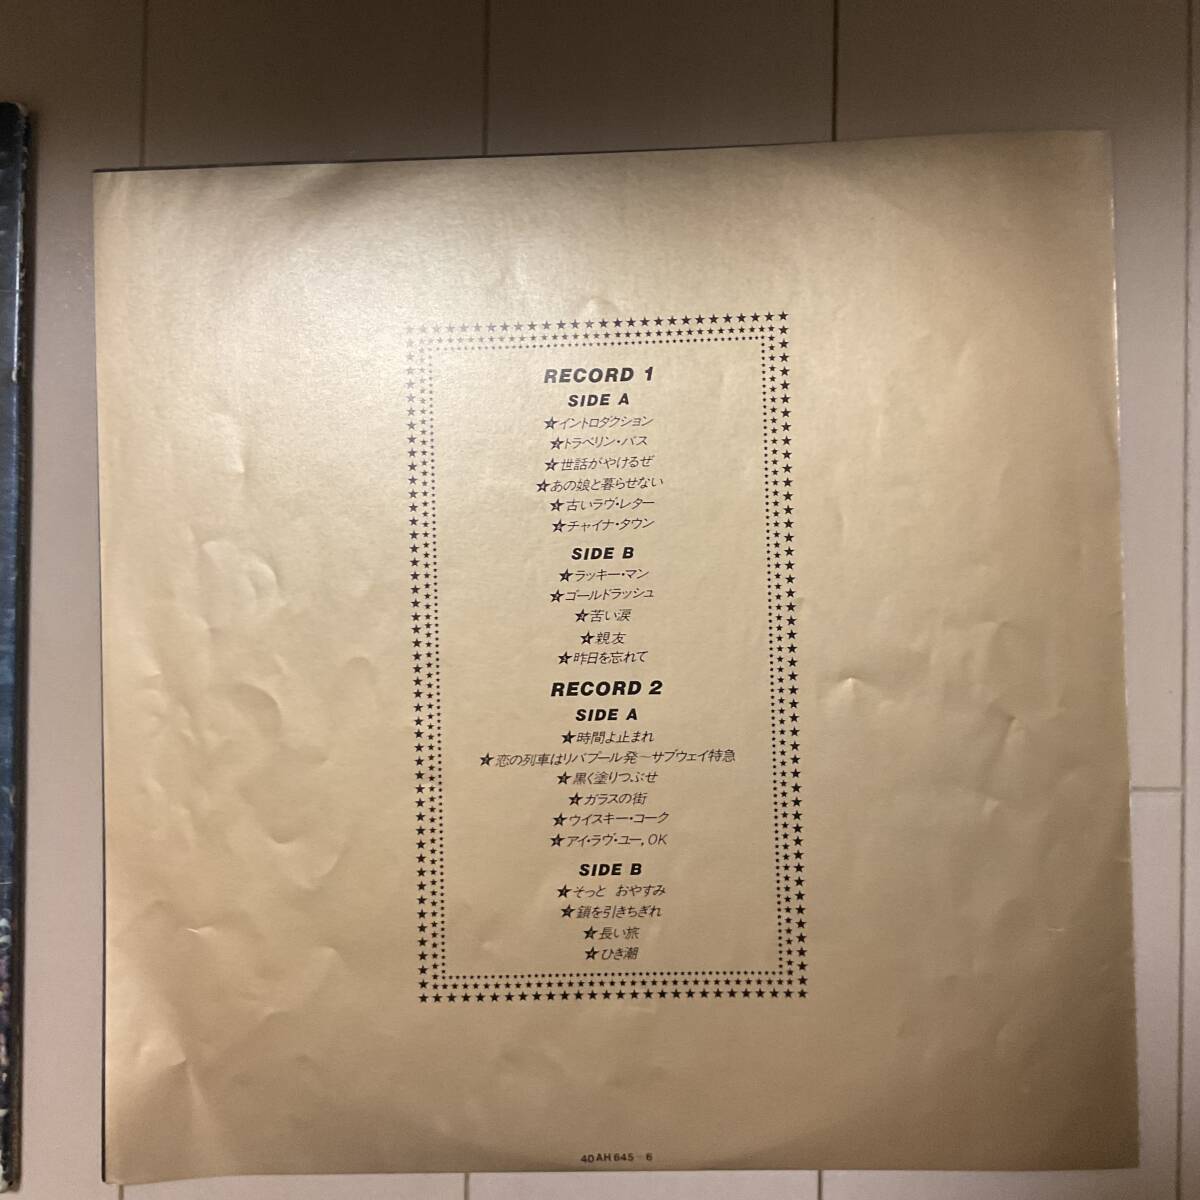 RECORD 1
SIDE A
★イントロダクション
★トラベリン・バス
★世話がやけるぜ
★あの娘と暮らせない
★古いラヴ・レター
★チャイナ・タウン
SIDE B
★ラッキー・マン
★ゴールドラッシュ
★苦い涙
★親友
★昨日を忘れて
RECORD 2
SIDE A
★時間よ止まれ
★恋の列車はリバプール発～サブウェイ特急
★黒く塗りつぶせ
★ガラスの街
★ウイスキー・コーク
★アイ・ラヴ・ユー,OK
SIDE B
★そっと おやすみ
★鎖を引きちぎれ
★長い旅
★ひき潮
40AH645-6